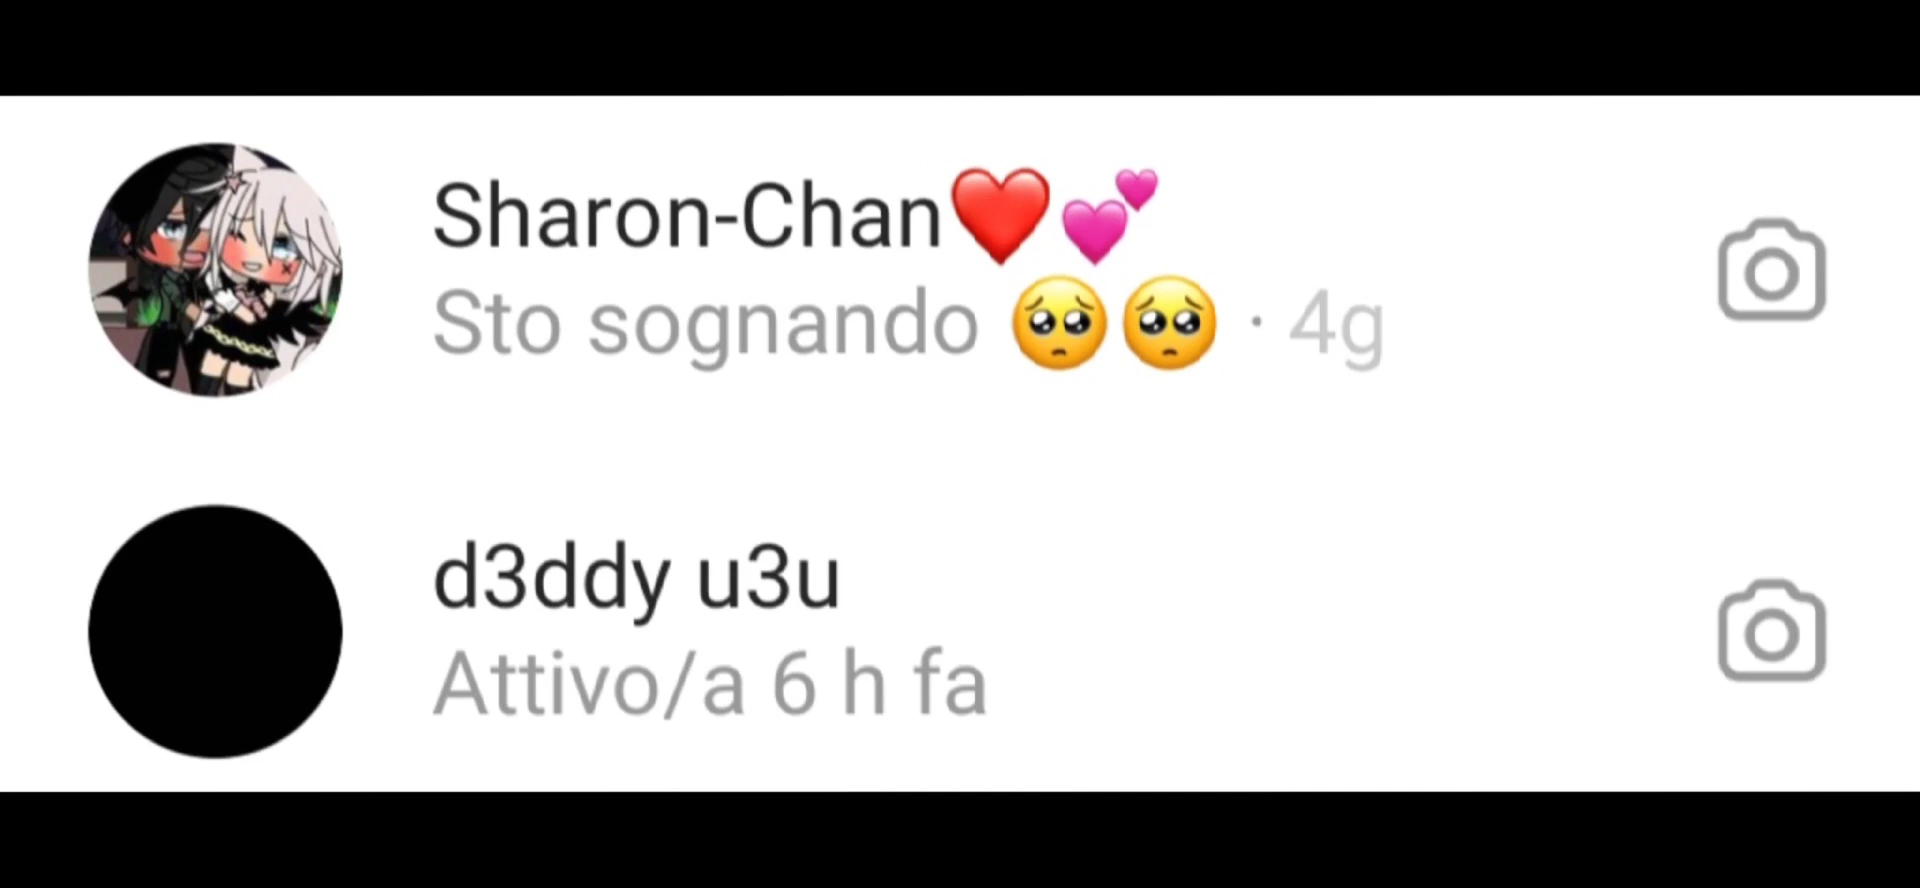 Sharon-Chan❤️💕
Sto sognando 🥺🥺 · 4g
d3ddy u3u
Attivo/a 6 h fa